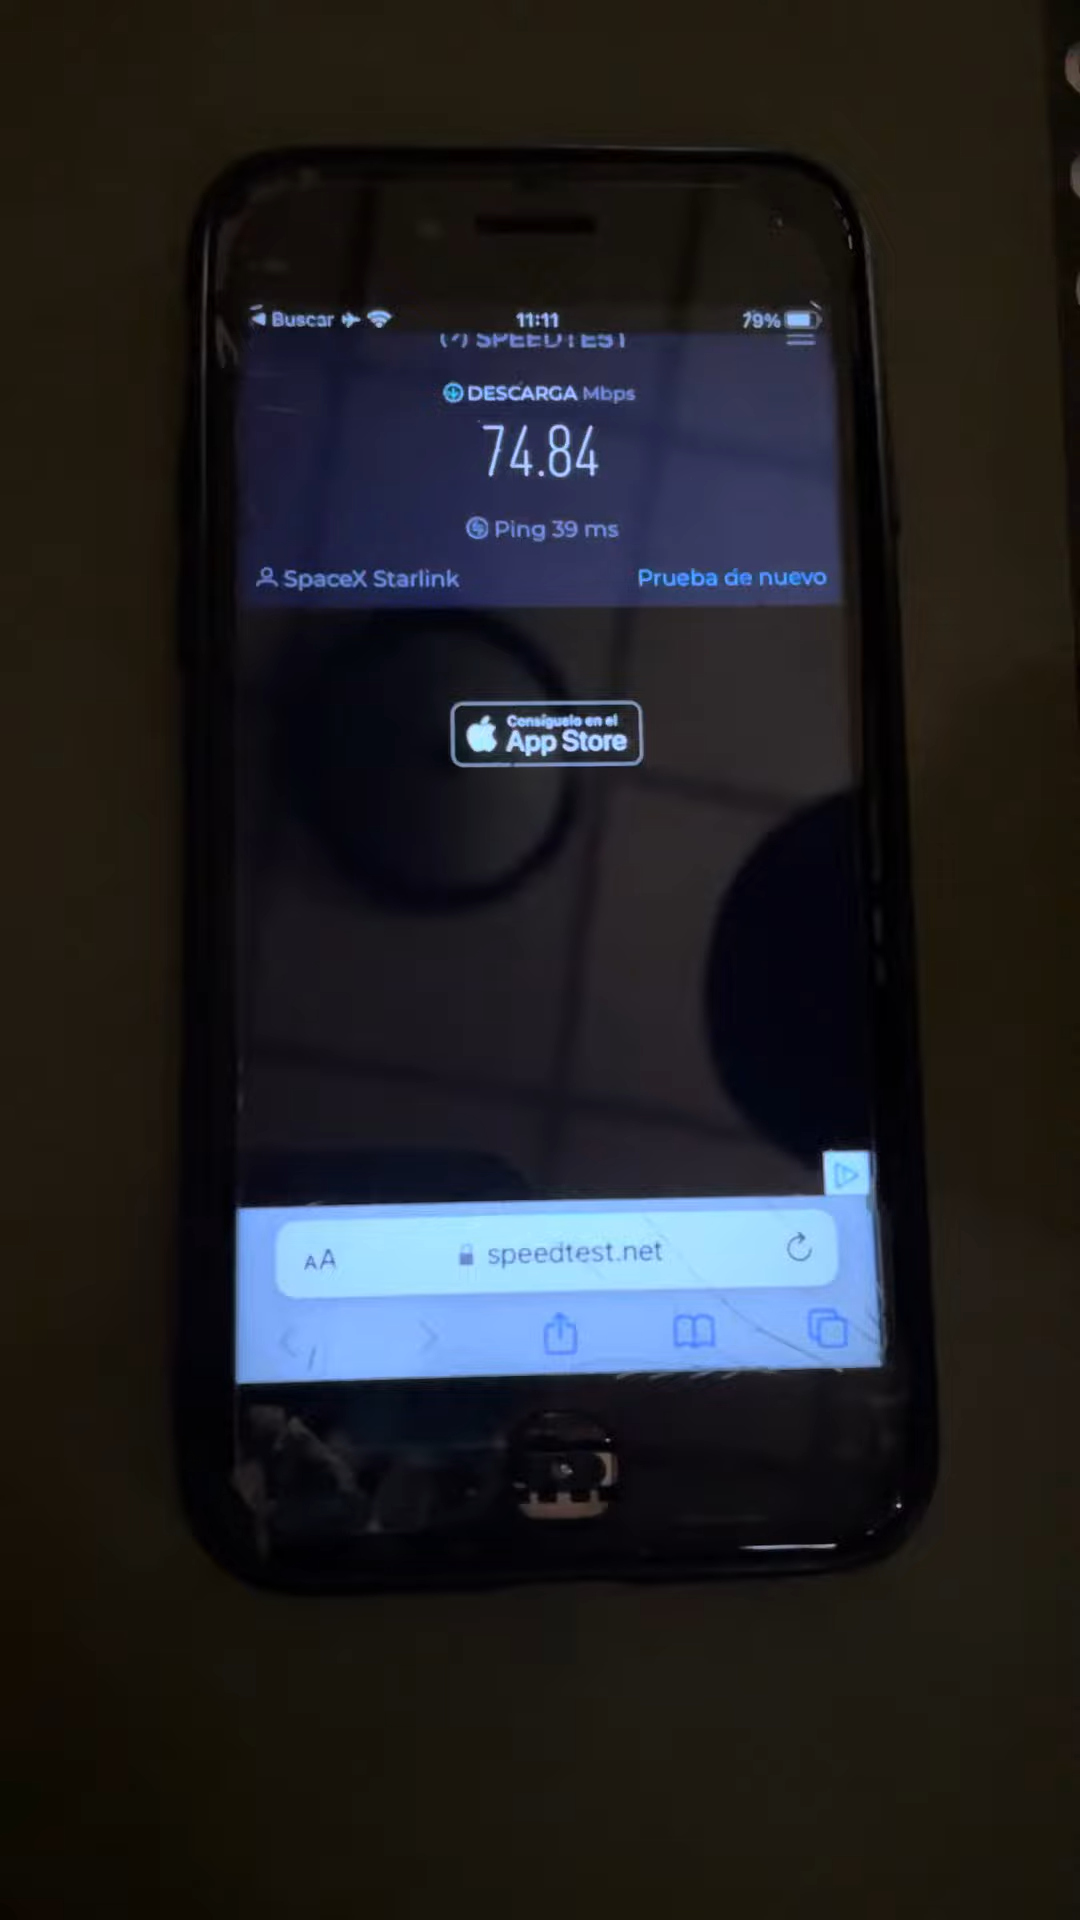 Buscar 11:11 79%
SPEEDTEST
DESCARGA Mbps
74.84
Ping 39 ms
SpaceX Starlink Prueba de nuevo
Consíguelo en el
App Store
AA speedtest.net